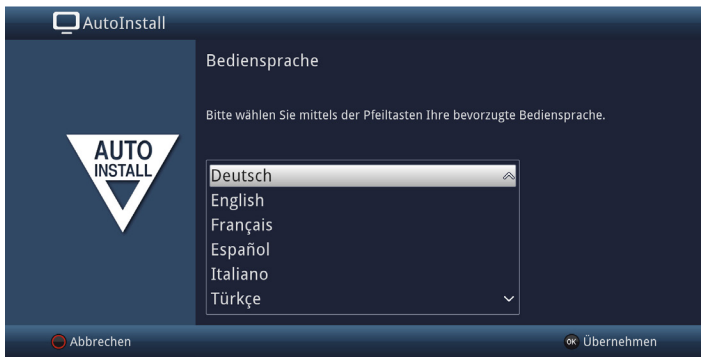 AutoInstall
Bediensprache
Bitte wählen Sie mittels der Pfeiltasten Ihre bevorzugte Bediensprache.
AUTO
INSTALL
Deutsch
English
Français
Español
Italiano
Türkçe
Abbrechen
OK Übernehmen